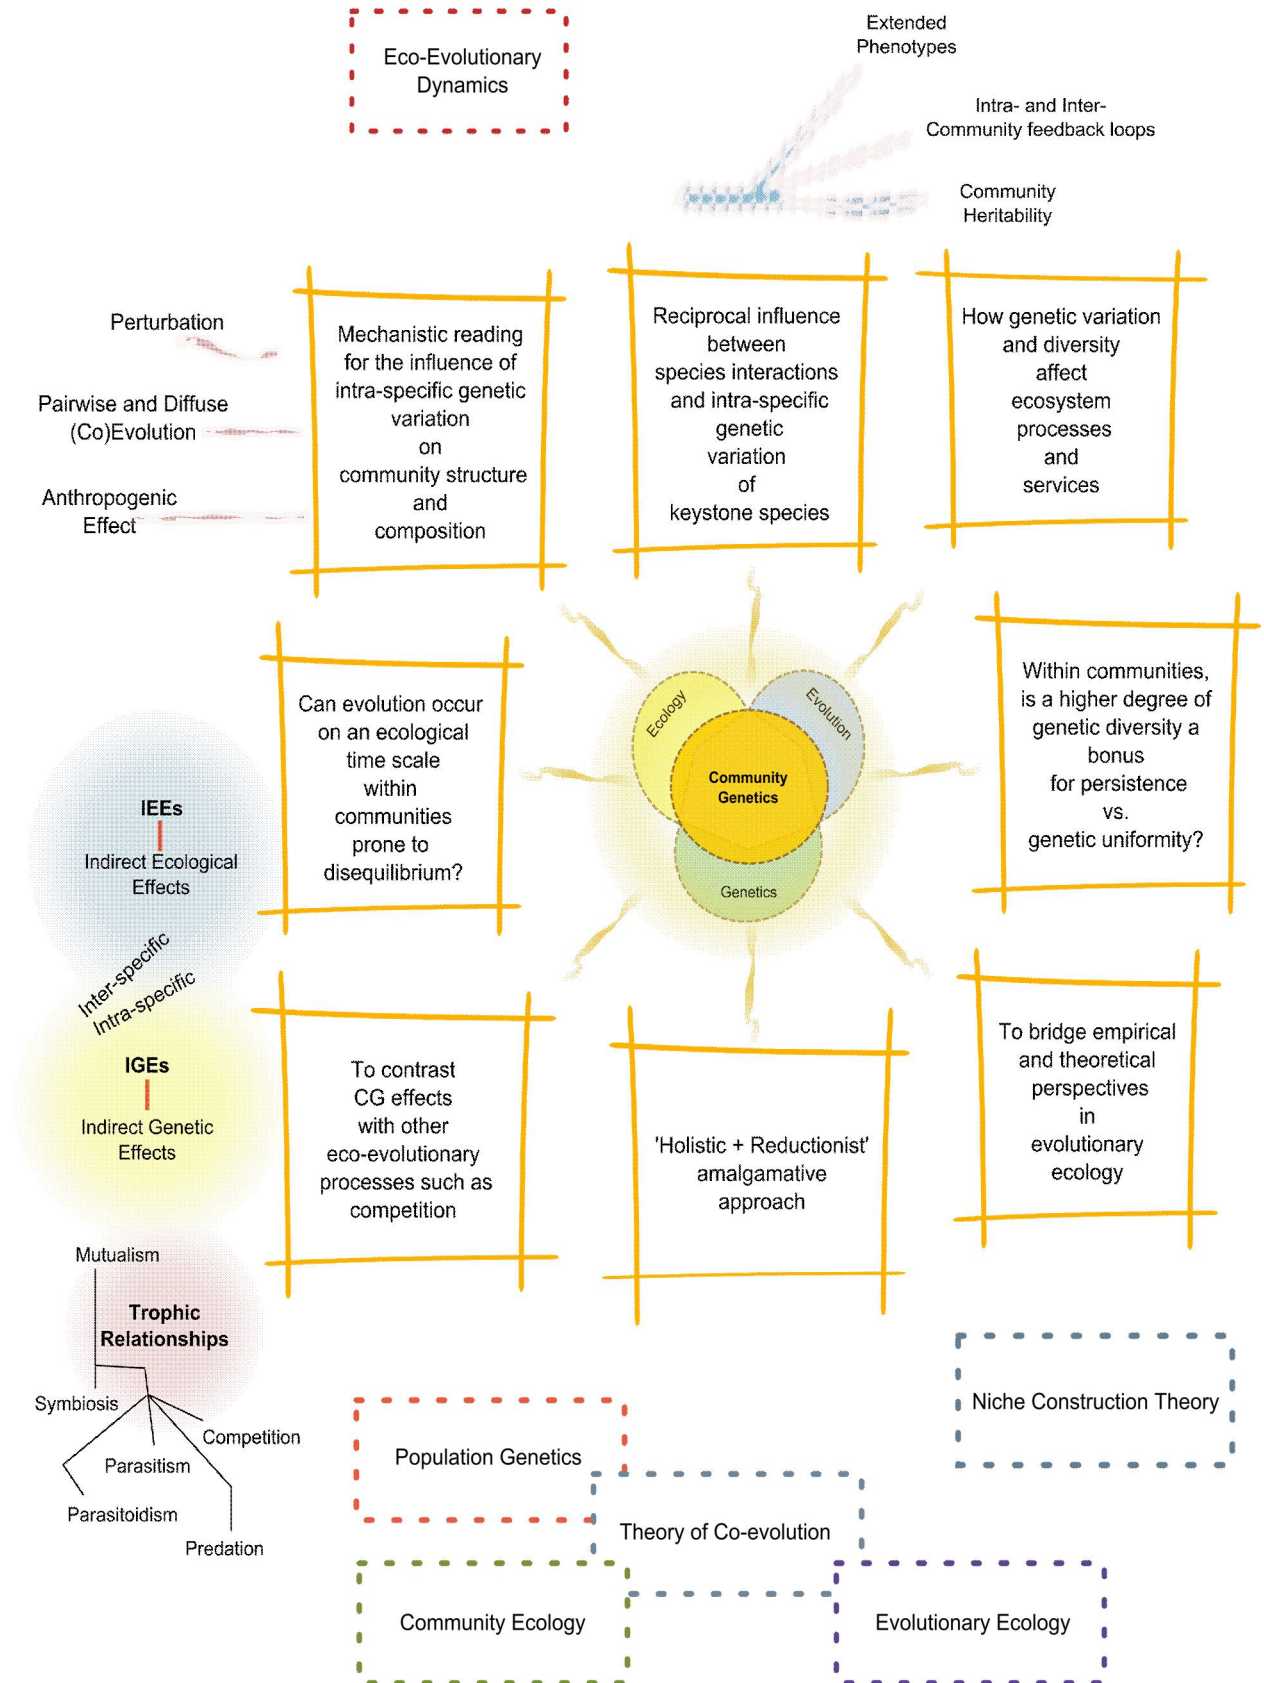 Eco-Evolutionary
Dynamics
Extended
Phenotypes
Intra- and Inter-
Community feedback loops
Community
Heritability
Perturbation
Pairwise and Diffuse
(Co)Evolution
Anthropogenic
Effect
Mechanistic reading
for the influence of
intra-specific genetic
variation
on
community structure
and
composition
Reciprocal influence
between
species interactions
and intra-specific
genetic
variation
of
keystone species
How genetic variation
and diversity
affect
ecosystem
processes
and
services
Can evolution occur
on an ecological
time scale
within
communities
prone to
disequilibrium?
Ecology
Evolution
Community
Genetics
Genetics
Within communities,
is a higher degree of
genetic diversity a
bonus
for persistence
vs.
genetic uniformity?
IEEs
Indirect Ecological
Effects
Inter-specific
Intra-specific
IGEs
Indirect Genetic
Effects
To contrast
CG effects
with other
eco-evolutionary
processes such as
competition
'Holistic + Reductionist'
amalgamative
approach
To bridge empirical
and theoretical
perspectives
in
evolutionary
ecology
Mutualism
Trophic
Relationships
Symbiosis
Competition
Parasitism
Parasitoidism
Predation
Niche Construction Theory
Population Genetics
Theory of Co-evolution
Community Ecology
Evolutionary Ecology